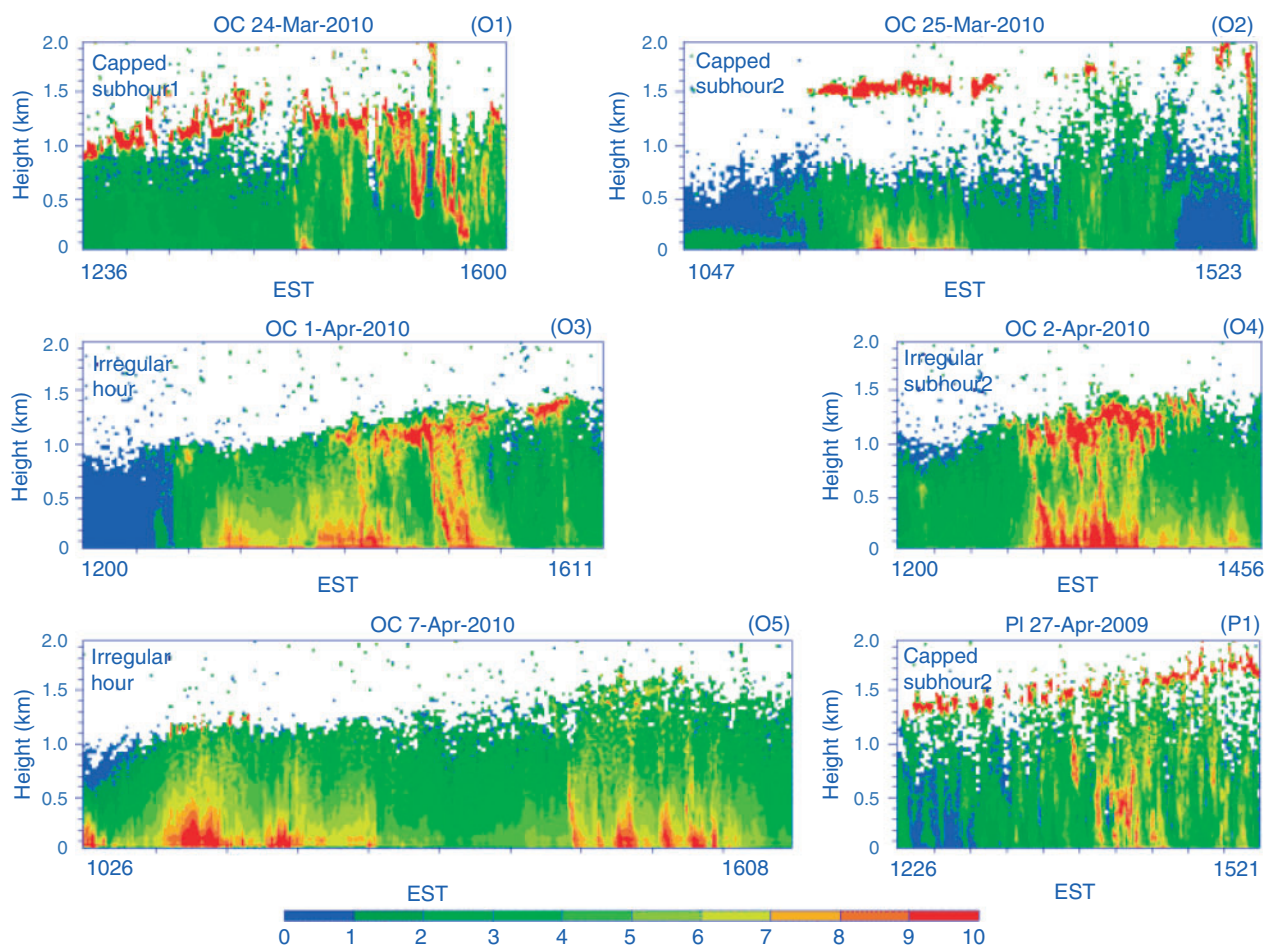 OC 24-Mar-2010 (O1)
Capped
subhour1
Height (km)
2.0
1.5
1.0
0.5
0
1236 1600
EST
OC 25-Mar-2010 (O2)
Capped
subhour2
Height (km)
2.0
1.5
1.0
0.5
0
1047 1523
EST
OC 1-Apr-2010 (O3)
Irregular
hour
Height (km)
2.0
1.5
1.0
0.5
0
1200 1611
EST
OC 2-Apr-2010 (O4)
Irregular
subhour2
Height (km)
2.0
1.5
1.0
0.5
0
1200 1456
EST
OC 7-Apr-2010 (O5)
Irregular
hour
Height (km)
2.0
1.5
1.0
0.5
0
1026 1608
EST
PI 27-Apr-2009 (P1)
Capped
subhour2
Height (km)
2.0
1.5
1.0
0.5
0
1226 1521
EST
0 1 2 3 4 5 6 7 8 9 10